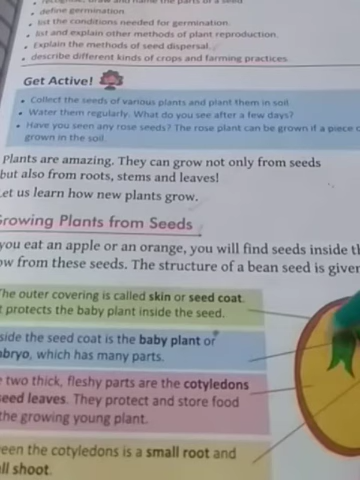 recognise, draw and name the parts of a seed
• define germination.
• list the conditions needed for germination.
• list and explain other methods of plant reproduction.
• Explain the methods of seed dispersal.
• describe different kinds of crops and farming practices.
Get Active!
• Collect the seeds of various plants and plant them in soil.
• Water them regularly. What do you see after a few days?
• Have you seen any rose seeds? The rose plant can be grown if a piece
grown in the soil.
Plants are amazing. They can grow not only from seeds
but also from roots, stems and leaves!
Let us learn how new plants grow.
Growing Plants from Seeds
you eat an apple or an orange, you will find seeds inside
from these seeds. The structure of a bean seed is given
The outer covering is called skin or seed coat.
protects the baby plant inside the seed.
side the seed coat is the baby plant or
bryo, which has many parts.
two thick, fleshy parts are the cotyledons
seed leaves. They protect and store food
the growing young plant.
een the cotyledons is a small root and
ll shoot.